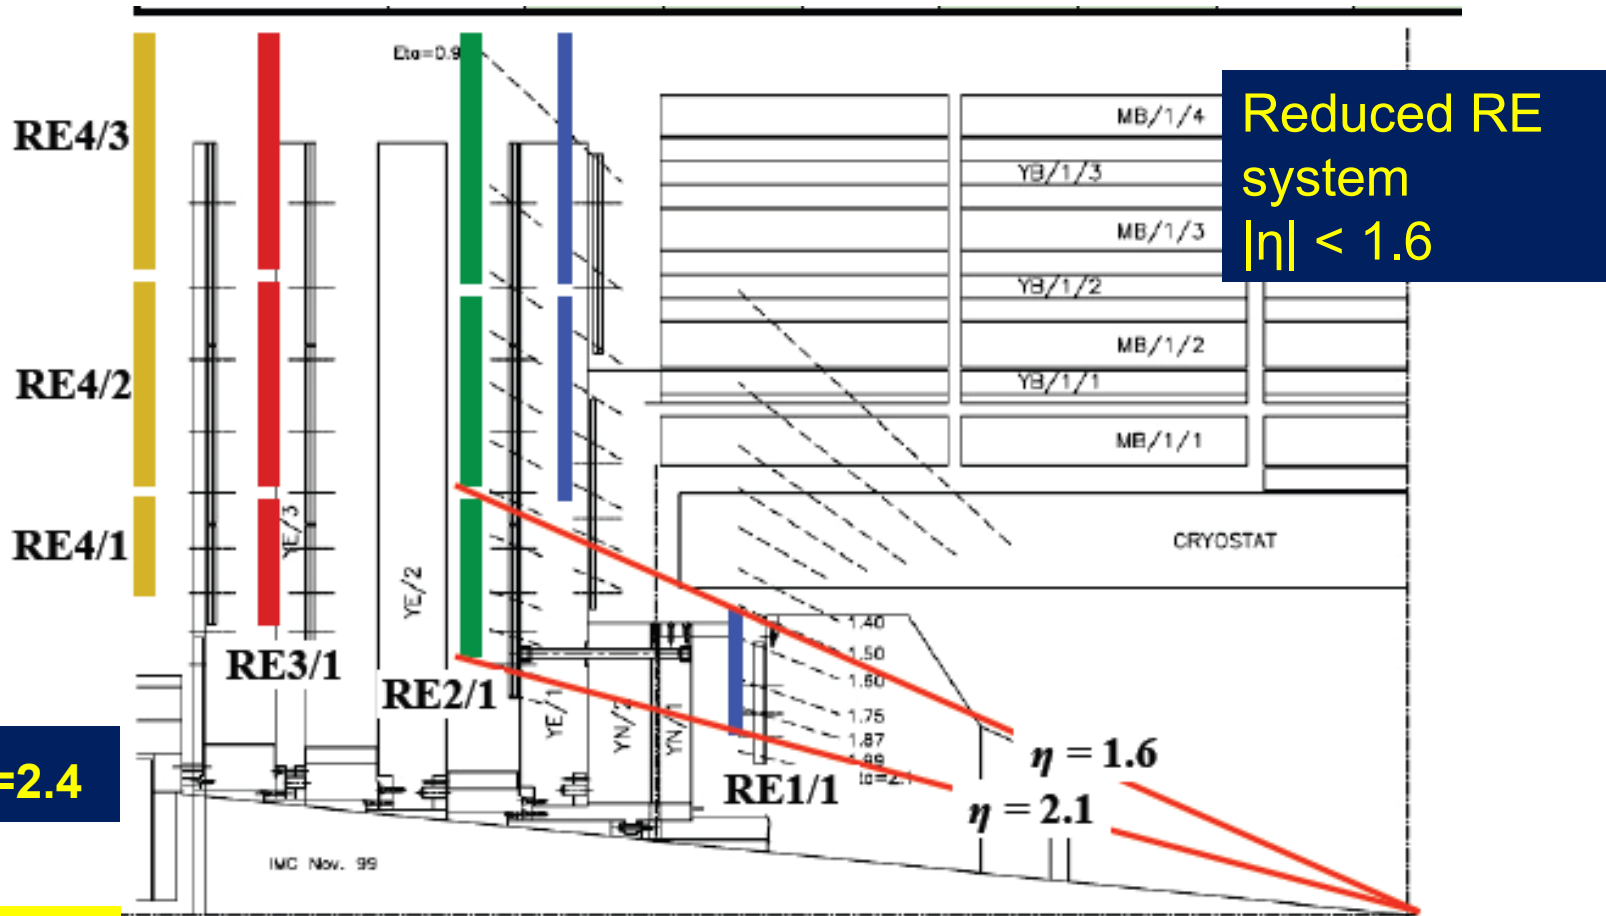 Eta=0.9
RE4/3
MB/1/4
Reduced RE
system
|η| < 1.6
YB/1/3
MB/1/3
YB/1/2
MB/1/2
RE4/2
YB/1/1
MB/1/1
YE/3
RE4/1
CRYOSTAT
YE/2
1.40
1.50
1.60
RE3/1
RE2/1
YE/1
YN/2
YN/1
1.75
1.87
1.99
η = 1.6
=2.4
RE1/1
η = 2.1
IMC Nov. 99